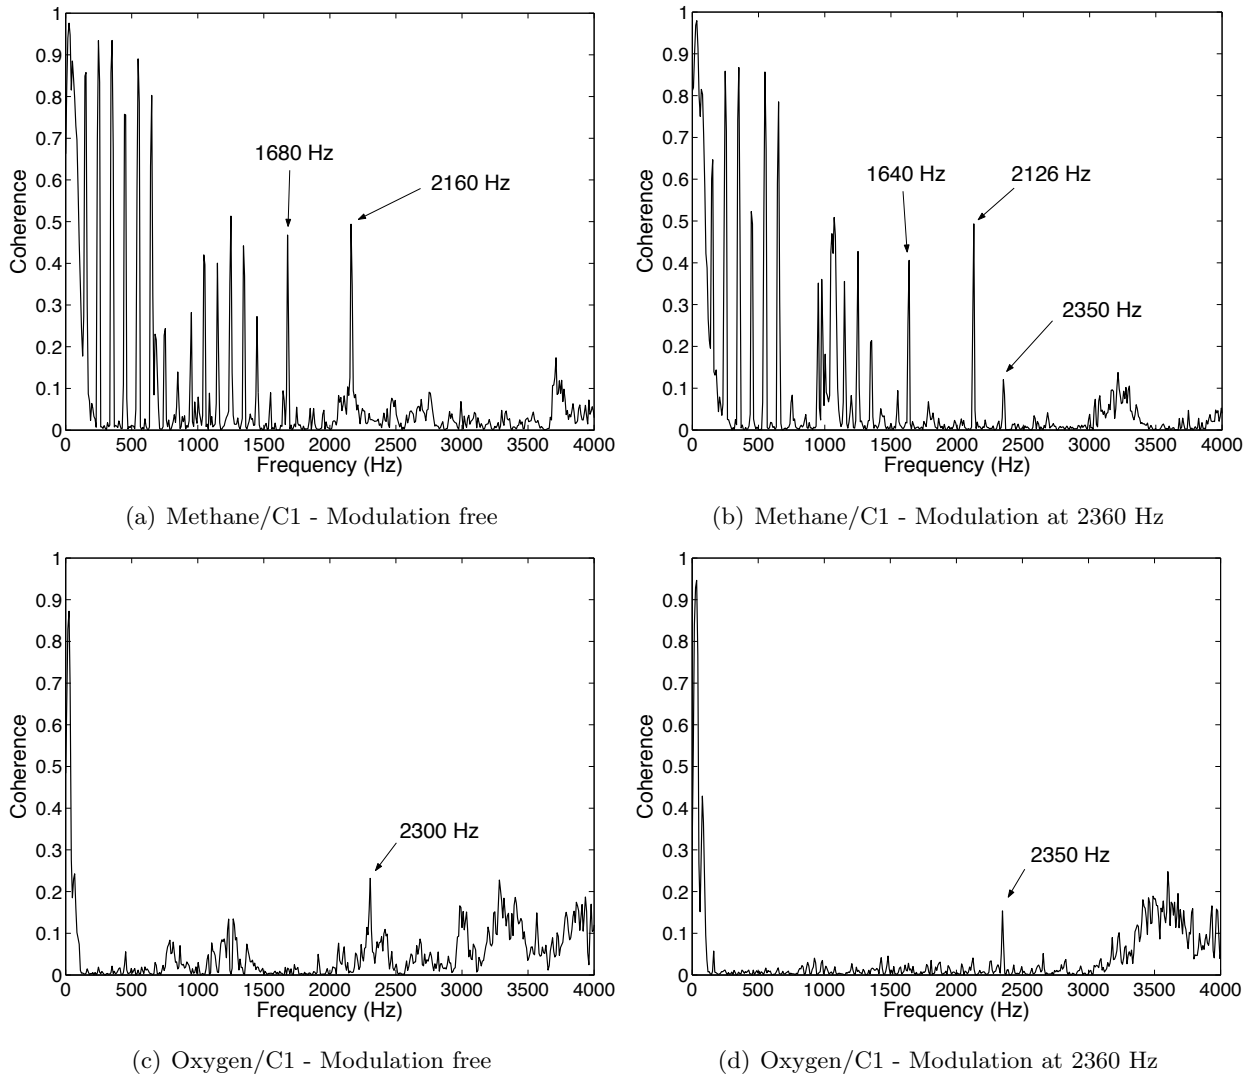 1
0.9
0.8
0.7
0.6
0.5
0.4
0.3
0.2
0.1
0
Coherence
1680 Hz
2160 Hz
0 500 1000 1500 2000 2500 3000 3500 4000
Frequency (Hz)
(a) Methane/C1 - Modulation free
1
0.9
0.8
0.7
0.6
0.5
0.4
0.3
0.2
0.1
0
Coherence
1640 Hz
2126 Hz
2350 Hz
0 500 1000 1500 2000 2500 3000 3500 4000
Frequency (Hz)
(b) Methane/C1 - Modulation at 2360 Hz
1
0.9
0.8
0.7
0.6
0.5
0.4
0.3
0.2
0.1
0
Coherence
2300 Hz
0 500 1000 1500 2000 2500 3000 3500 4000
Frequency (Hz)
(c) Oxygen/C1 - Modulation free
1
0.9
0.8
0.7
0.6
0.5
0.4
0.3
0.2
0.1
0
Coherence
2350 Hz
0 500 1000 1500 2000 2500 3000 3500 4000
Frequency (Hz)
(d) Oxygen/C1 - Modulation at 2360 Hz